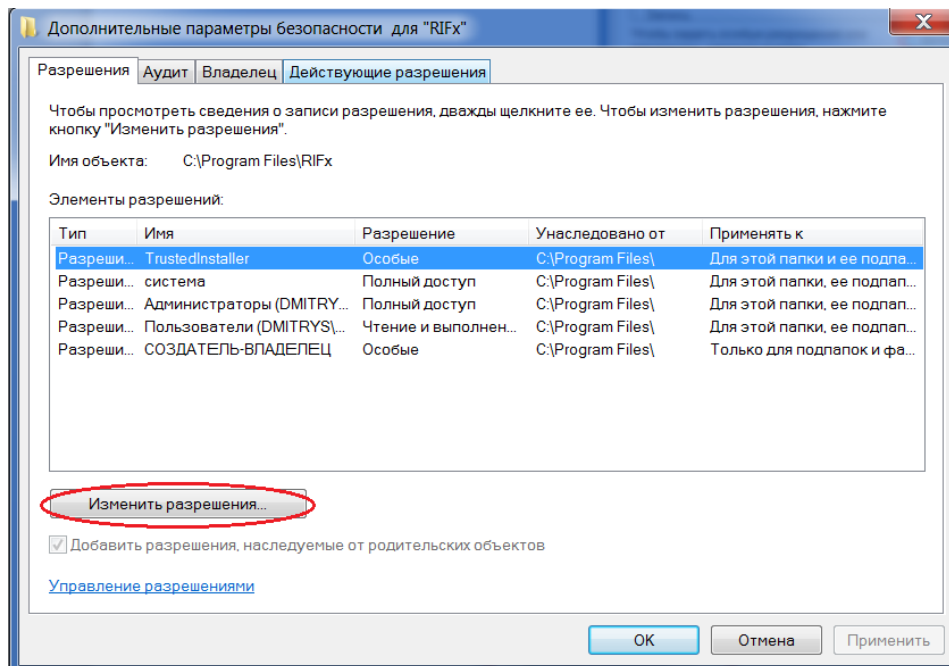 Дополнительные параметры безопасности для "RIFx"
Разрешения Аудит Владелец Действующие разрешения
Чтобы просмотреть сведения о записи разрешения, дважды щелкните ее. Чтобы изменить разрешения, нажмите
кнопку "Изменить разрешения".
Имя объекта: C:\Program Files\RIFx
Элементы разрешений:
Тип Имя Разрешение Унаследовано от Применять к
Разреши... TrustedInstaller Особые C:\Program Files\ Для этой папки и ее подпа...
Разреши... система Полный доступ C:\Program Files\ Для этой папки, ее подпап...
Разреши... Администраторы (DMITRY... Полный доступ C:\Program Files\ Для этой папки, ее подпап...
Разреши... Пользователи (DMITRYS\... Чтение и выполнен... C:\Program Files\ Для этой папки, ее подпап...
Разреши... СОЗДАТЕЛЬ-ВЛАДЕЛЕЦ Особые C:\Program Files\ Только для подпапок и фа...
Изменить разрешения...
Добавить разрешения, наследуемые от родительских объектов
Управление разрешениями
OK Отмена Применить